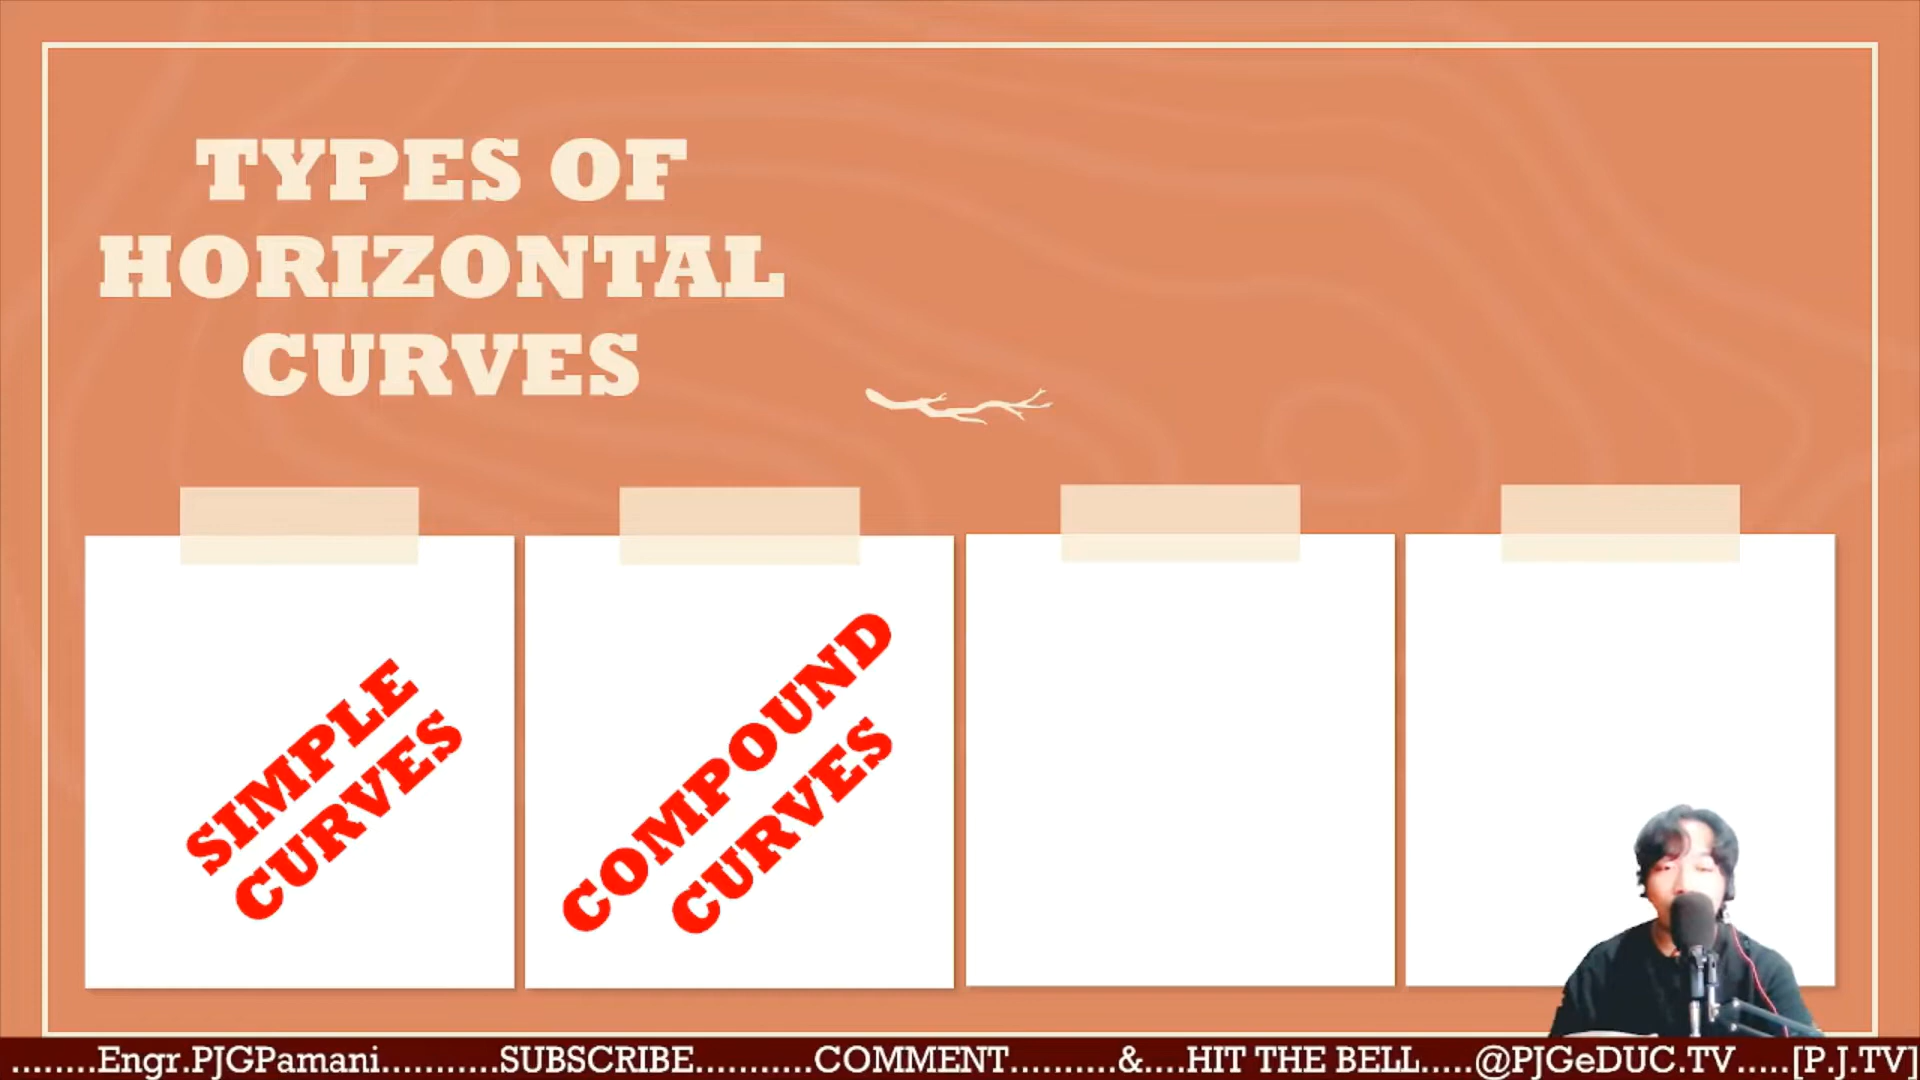 TYPES OF
HORIZONTAL
CURVES
SIMPLE
CURVES
COMPOUND
CURVES
........Engr.PJGPamani...........SUBSCRIBE...........COMMENT..........&....HIT THE BELL.....@PJGeDUC.TV.....[P.J.TV]